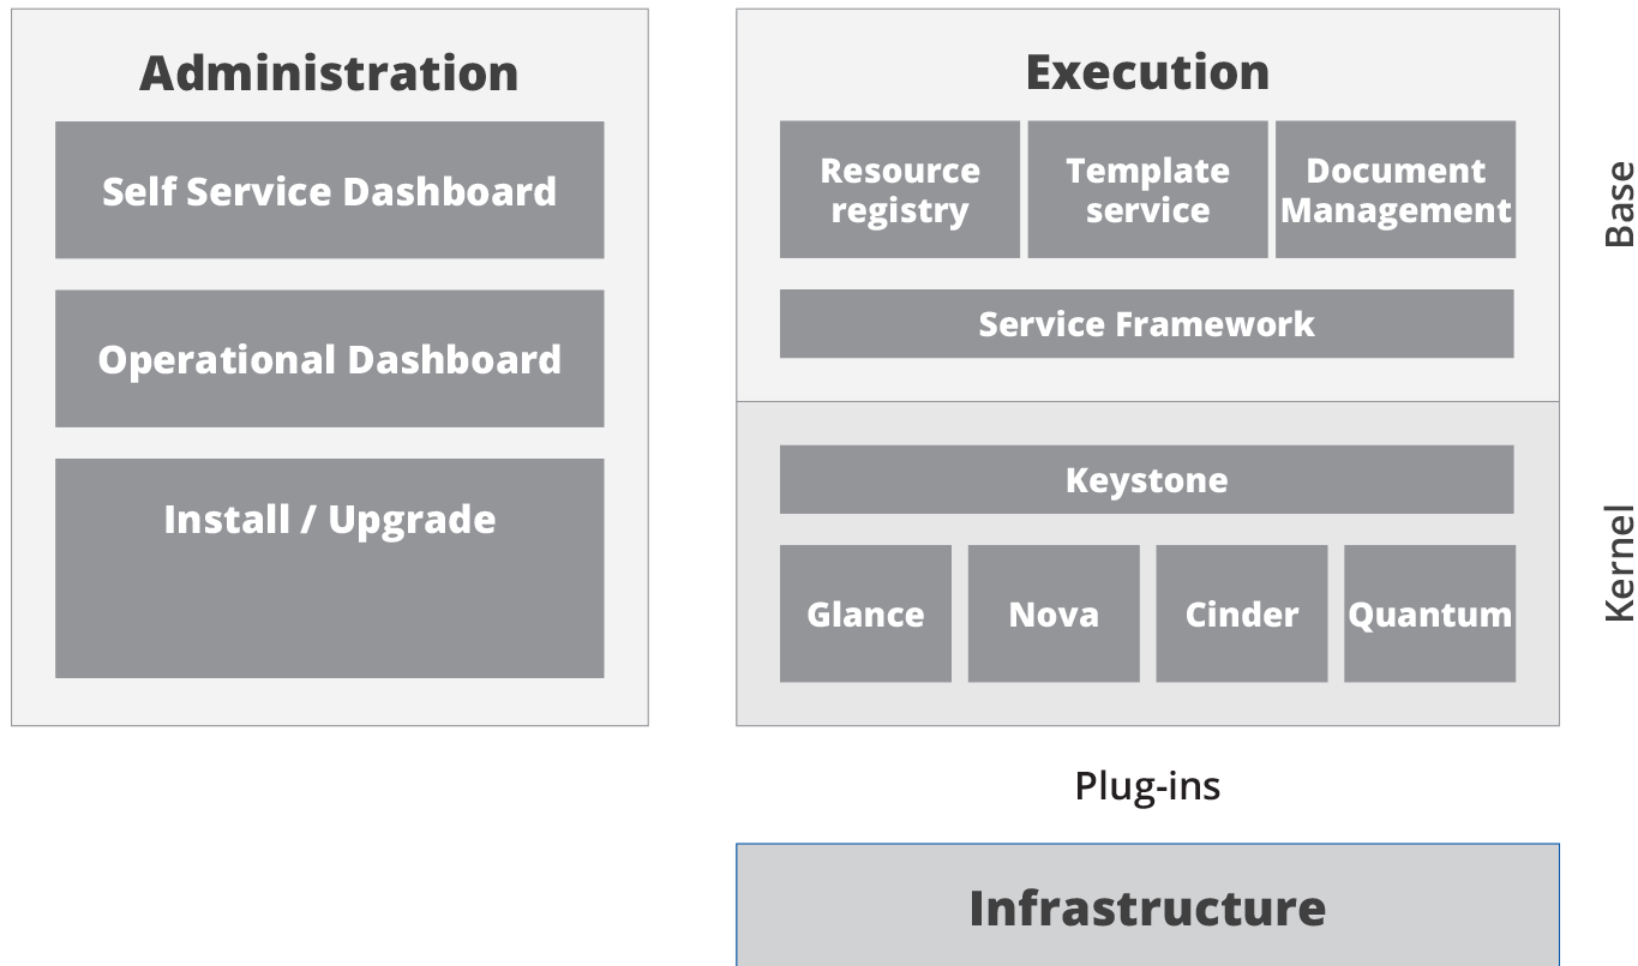 Administration
Self Service Dashboard
Operational Dashboard
Install / Upgrade
Execution
Resource
registry
Template
service
Document
Management
Service Framework
Base
Keystone
Glance
Nova
Cinder
Quantum
Kernel
Plug-ins
Infrastructure